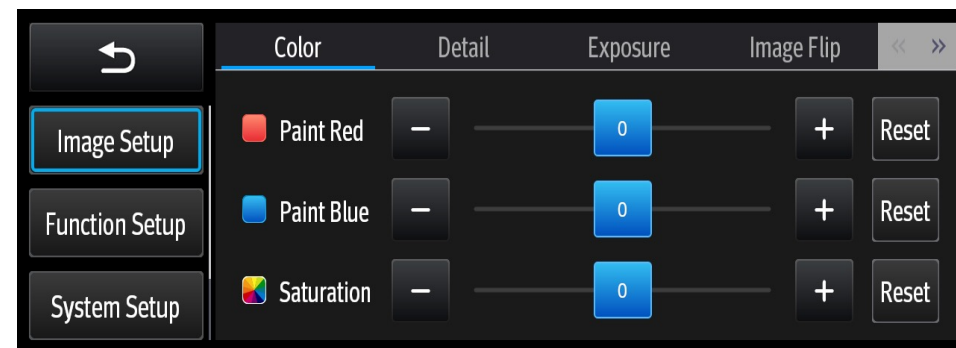 Color Detail Exposure Image Flip « »
Image Setup
Function Setup
System Setup
Paint Red − 0 + Reset
Paint Blue − 0 + Reset
Saturation − 0 + Reset